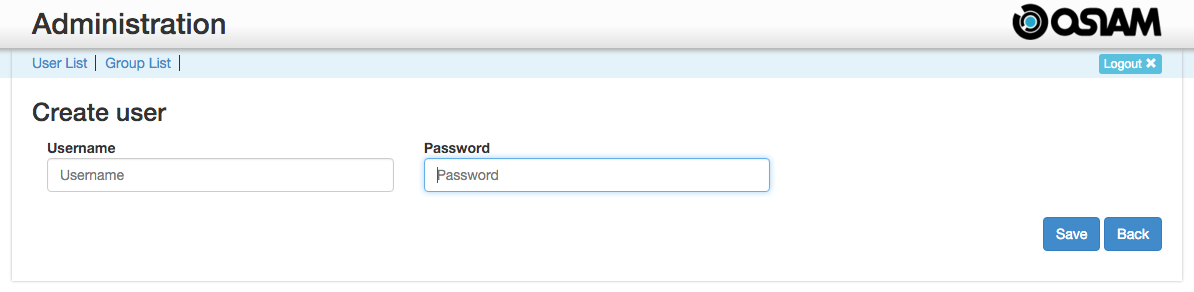 Administration
OSIAM
User List | Group List |
Logout ×
Create user
Username Password
Username Password
Save Back